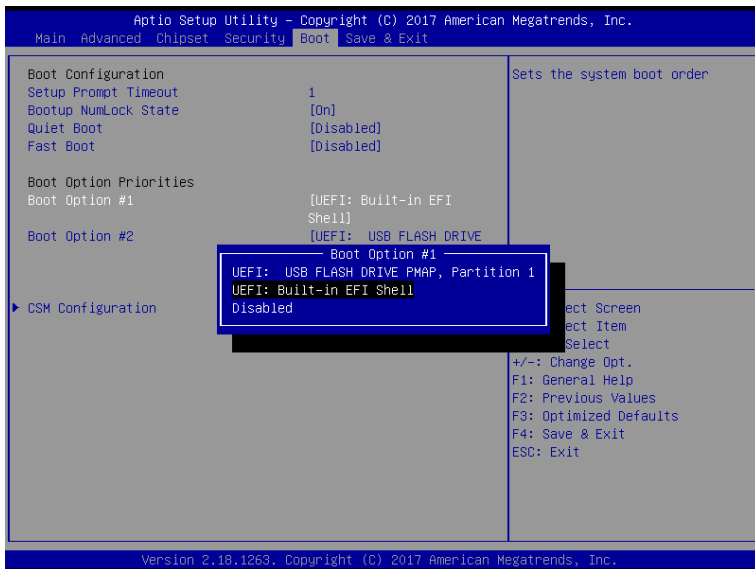 Aptio Setup Utility – Copyright (C) 2017 American Megatrends, Inc.
Main Advanced Chipset Security Boot Save & Exit
Boot Configuration
Setup Prompt Timeout 1
Bootup NumLock State [On]
Quiet Boot [Disabled]
Fast Boot [Disabled]
Boot Option Priorities
Boot Option #1 [UEFI: Built-in EFI
Shell]
Boot Option #2 [UEFI: USB FLASH DRIVE
CSM Configuration
Boot Option #1
UEFI: USB FLASH DRIVE PMAP, Partition 1
UEFI: Built-in EFI Shell
Disabled
Sets the system boot order
Screen
Item
Select
+/-: Change Opt.
F1: General Help
F2: Previous Values
F3: Optimized Defaults
F4: Save & Exit
ESC: Exit
Version 2.18.1263. Copyright (C) 2017 American Megatrends, Inc.